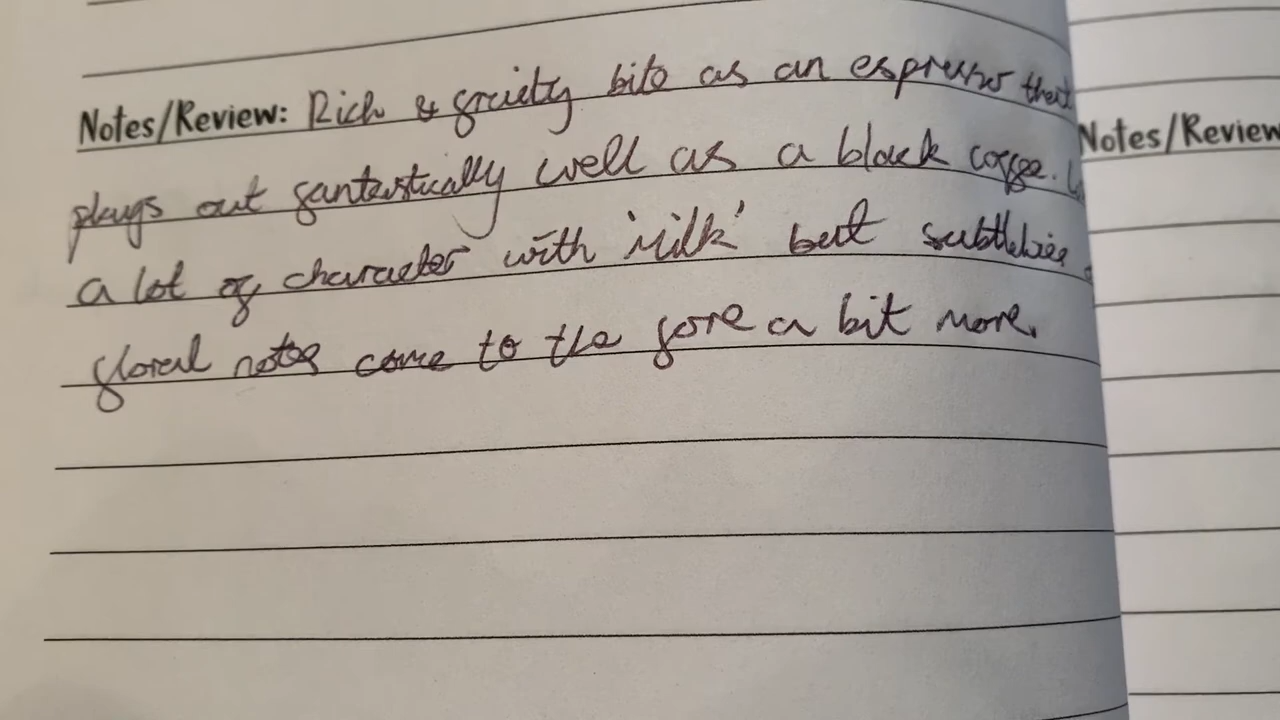 Notes/Review: Rich & fruity bite as an espresso that
plays out fantastically well as a black coffee.
a lot of character with 'milk' but subtleties
floral notes come to the fore a bit more.
Notes/Review